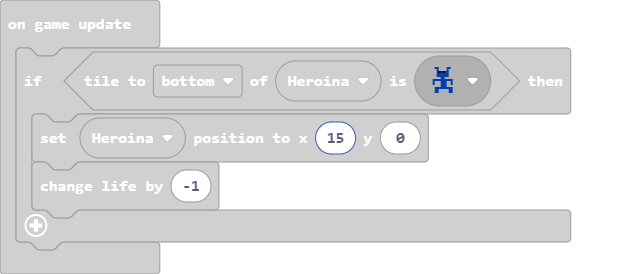 on game update
if tile to bottom of Heroina is then
set Heroina position to x 15 y 0
change life by -1